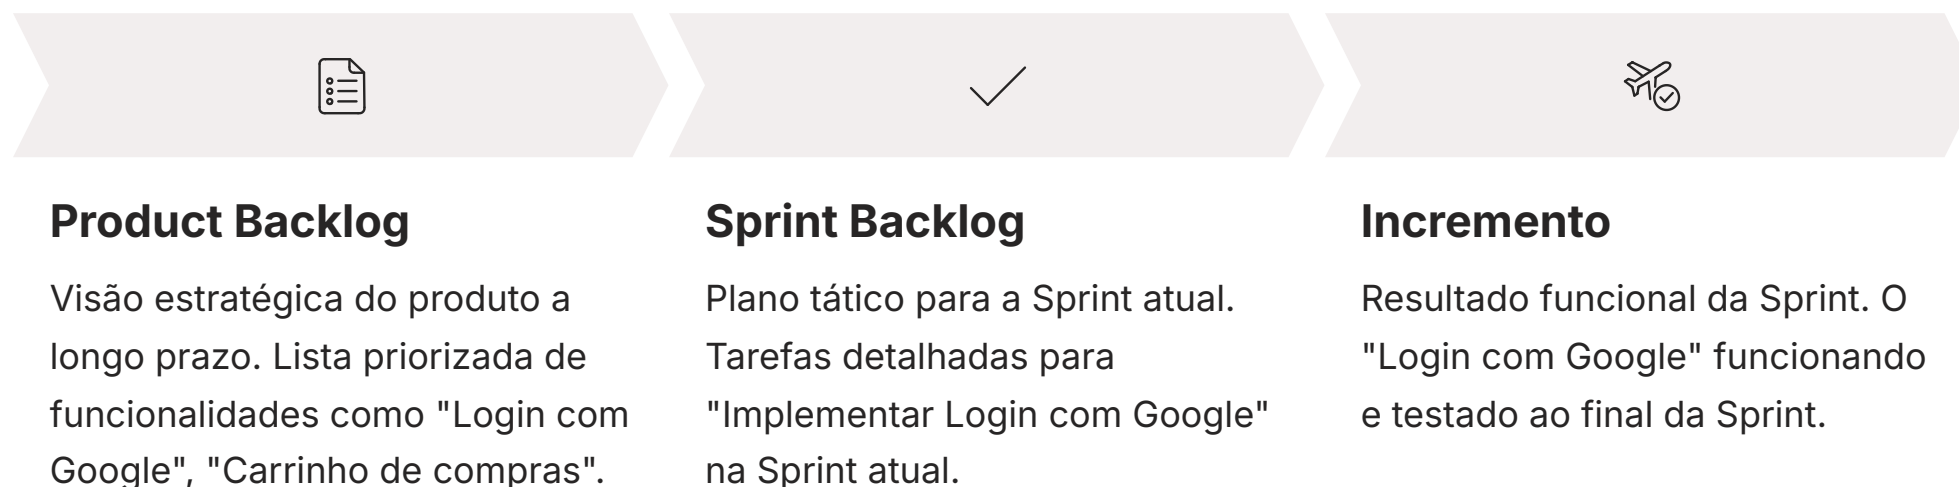 Product Backlog
Visão estratégica do produto a
longo prazo. Lista priorizada de
funcionalidades como "Login com
Google", "Carrinho de compras".
Sprint Backlog
Plano tático para a Sprint atual.
Tarefas detalhadas para
"Implementar Login com Google"
na Sprint atual.
Incremento
Resultado funcional da Sprint. O
"Login com Google" funcionando
e testado ao final da Sprint.